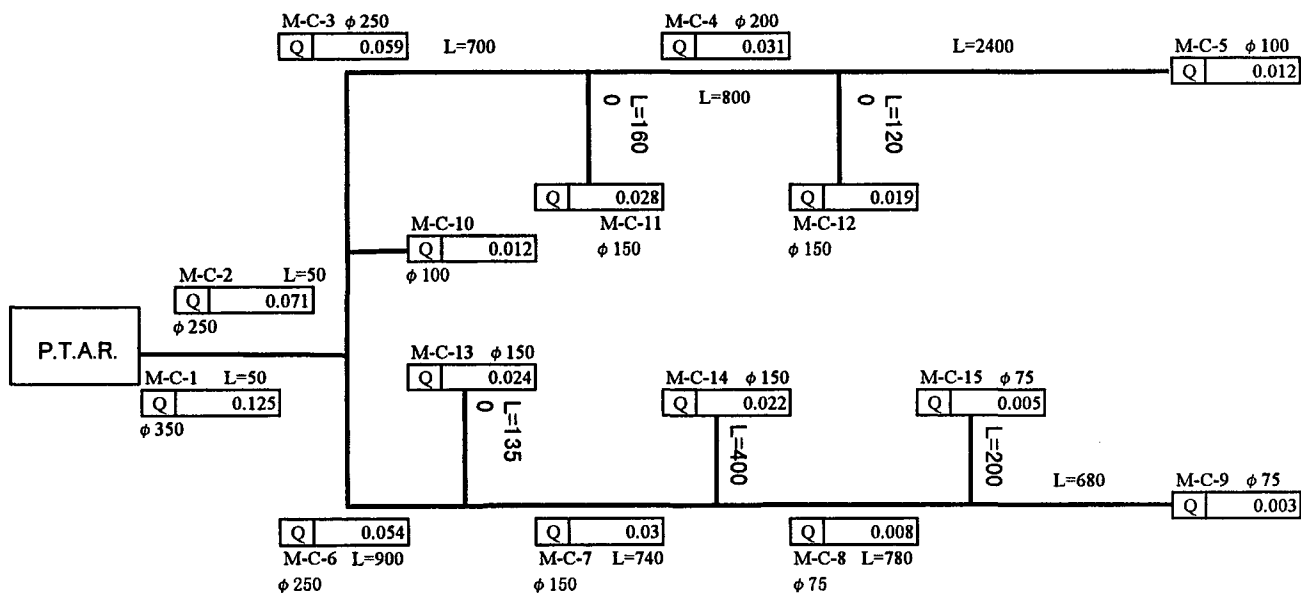 M-C-3 φ 250
Q 0.059
L=700
M-C-4 φ 200
Q 0.031
L=2400
M-C-5 φ 100
Q 0.012
L=800
L=160
0
L=120
0
Q 0.028
M-C-11
φ 150
Q 0.019
M-C-12
φ 150
M-C-10
Q 0.012
φ 100
M-C-2 L=50
Q 0.071
φ 250
P.T.A.R.
M-C-1 L=50
Q 0.125
φ 350
M-C-13 φ 150
Q 0.024
L=135
0
M-C-14 φ 150
Q 0.022
L=400
M-C-15 φ 75
Q 0.005
L=200
L=680
M-C-9 φ 75
Q 0.003
Q 0.054
M-C-6 L=900
φ 250
Q 0.03
M-C-7 L=740
φ 150
Q 0.008
M-C-8 L=780
φ 75